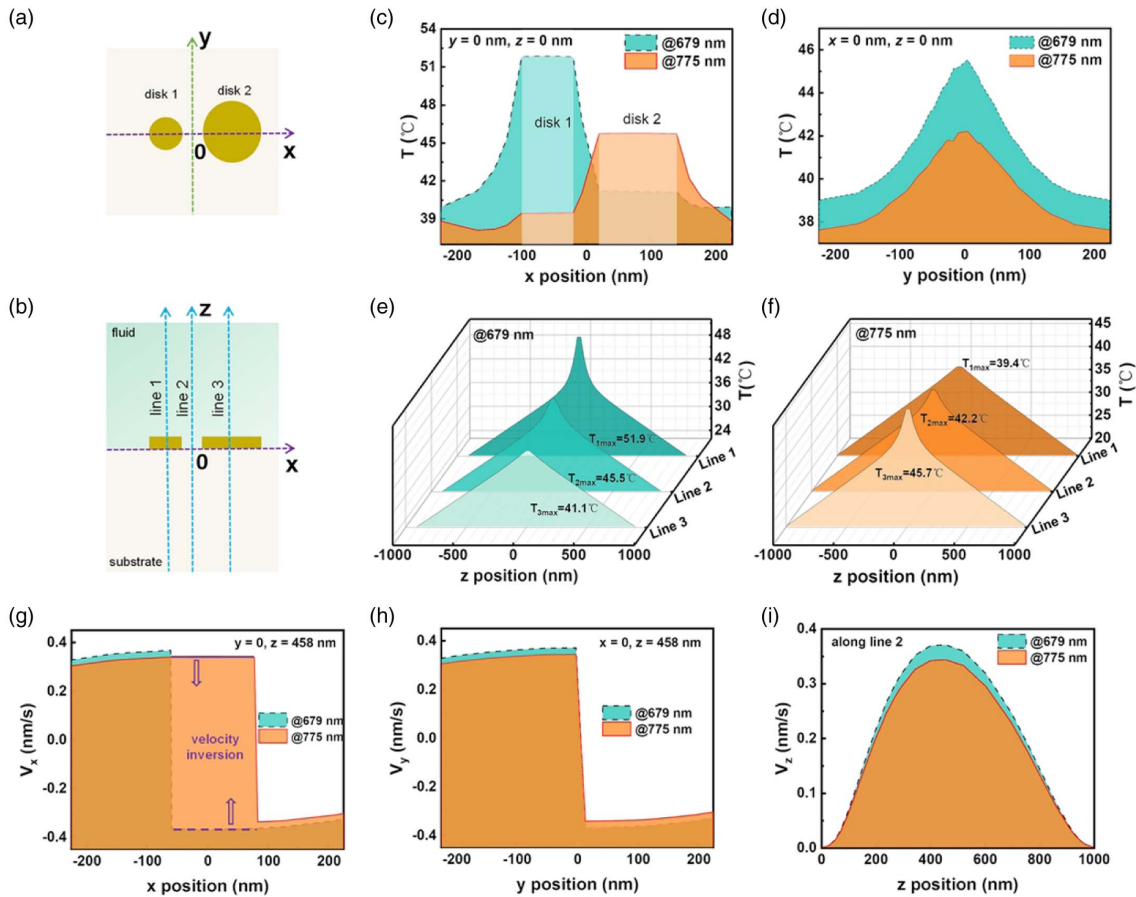 (a)
y
disk 1
disk 2
0
x
(c)
y = 0 nm, z = 0 nm
@679 nm
@775 nm
disk 1
disk 2
T (℃)
54
51
48
45
42
39
-200
-100
0
100
200
x position (nm)
(d)
x = 0 nm, z = 0 nm
@679 nm
@775 nm
T (℃)
46
44
42
40
38
-200
-100
0
100
200
y position (nm)
(b)
z
fluid
line 1
line 2
line 3
0
x
substrate
(e)
@679 nm
48
42
36
30
24
T(℃)
T1max=51.9℃
T2max=45.5℃
T3max=41.1℃
Line 1
Line 2
Line 3
-1000
-500
0
500
1000
z position (nm)
(f)
@775 nm
45
40
35
30
25
20
T (℃)
T1max=39.4℃
T2max=42.2℃
T3max=45.7℃
Line 1
Line 2
Line 3
-1000
-500
0
500
1000
z position (nm)
(g)
y = 0, z = 458 nm
@679 nm
@775 nm
velocity
inversion
Vx (nm/s)
0.4
0.2
0.0
-0.2
-0.4
-200
-100
0
100
200
x position (nm)
(h)
x = 0, z = 458 nm
@679 nm
@775 nm
Vy (nm/s)
0.4
0.2
0.0
-0.2
-0.4
-200
-100
0
100
200
y position (nm)
(i)
along line 2
@679 nm
@775 nm
Vz (nm/s)
0.4
0.3
0.2
0.1
0.0
0
200
400
600
800
1000
z position (nm)